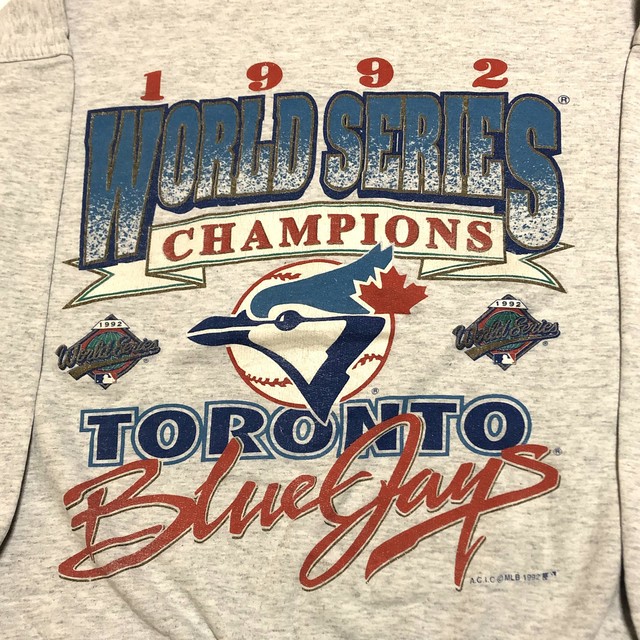 1992
WORLD SERIES®
CHAMPIONS
1992
World Series
1992
World Series
®
TORONTO
Blue Jays®
A.C.I.C ©MLB 1992